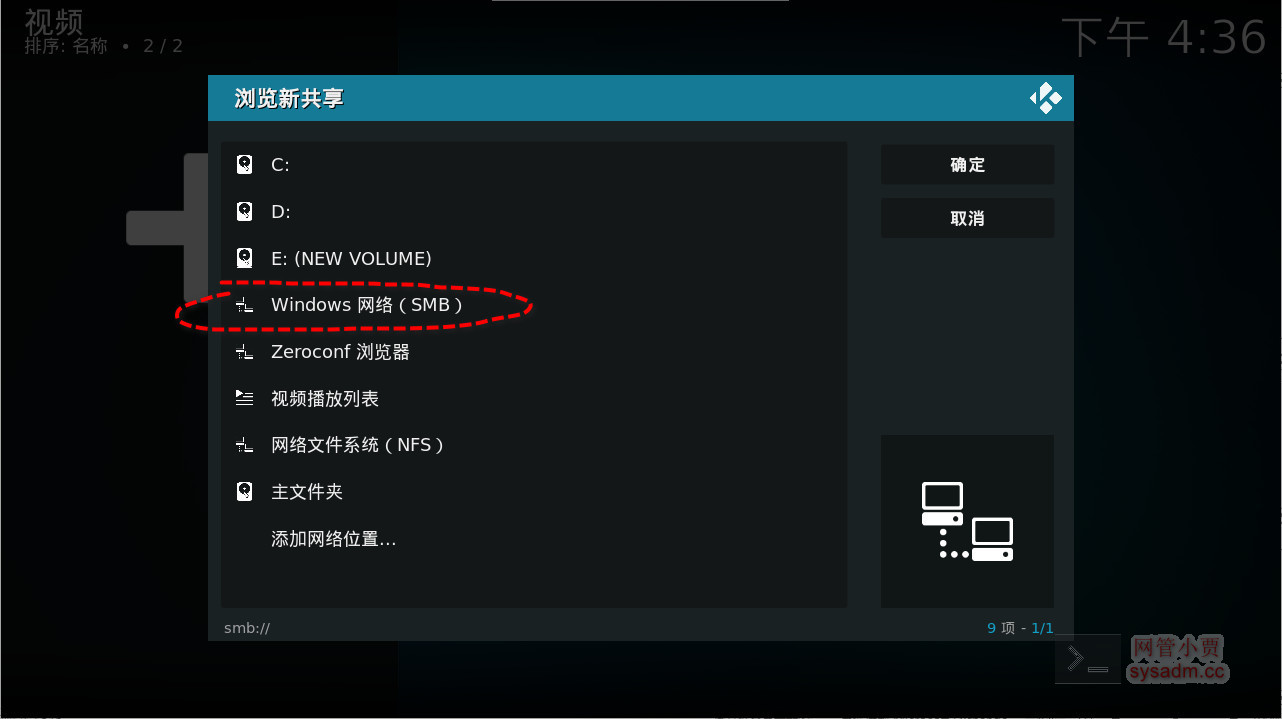 视频
排序: 名称 • 2 / 2
下午 4:36
浏览新共享
C:
D:
E: (NEW VOLUME)
Windows 网络（SMB）
Zeroconf 浏览器
视频播放列表
网络文件系统（NFS）
主文件夹
添加网络位置...
确定
取消
smb://
9 项 - 1/1
网管小贾
sysadm.cc